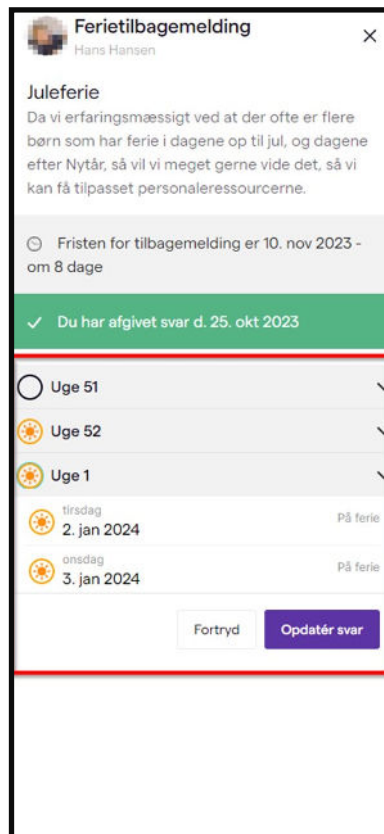 Ferietilbagemelding
Hans Hansen
Juleferie
Da vi erfaringsmæssigt ved at der ofte er flere
børn som har ferie i dagene op til jul, og dagene
efter Nytår, så vil vi meget gerne vide det, så vi
kan få tilpasset personaleressourcerne.
Fristen for tilbagemelding er 10. nov 2023 -
om 8 dage
Du har afgivet svar d. 25. okt 2023
Uge 51
Uge 52
Uge 1
tirsdag
2. jan 2024
På ferie
onsdag
3. jan 2024
På ferie
Fortryd
Opdatér svar